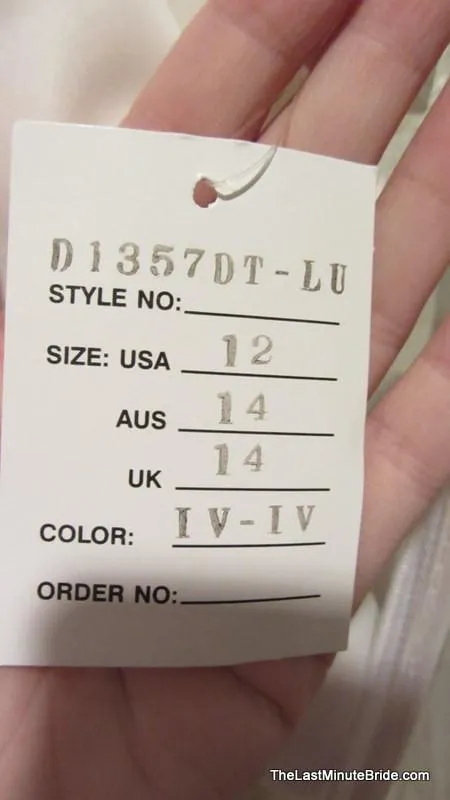 D1357DT-LU
STYLE NO:
SIZE: USA 12
AUS 14
UK 14
COLOR: IV-IV
ORDER NO:
TheLastMinuteBride.com